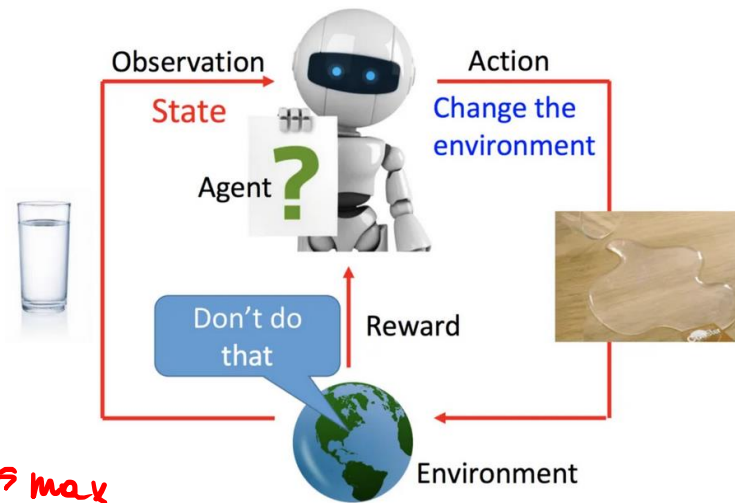 Observation
Action
State
Change the
environment
Agent
?
Don't do
that
Reward
Environment
max